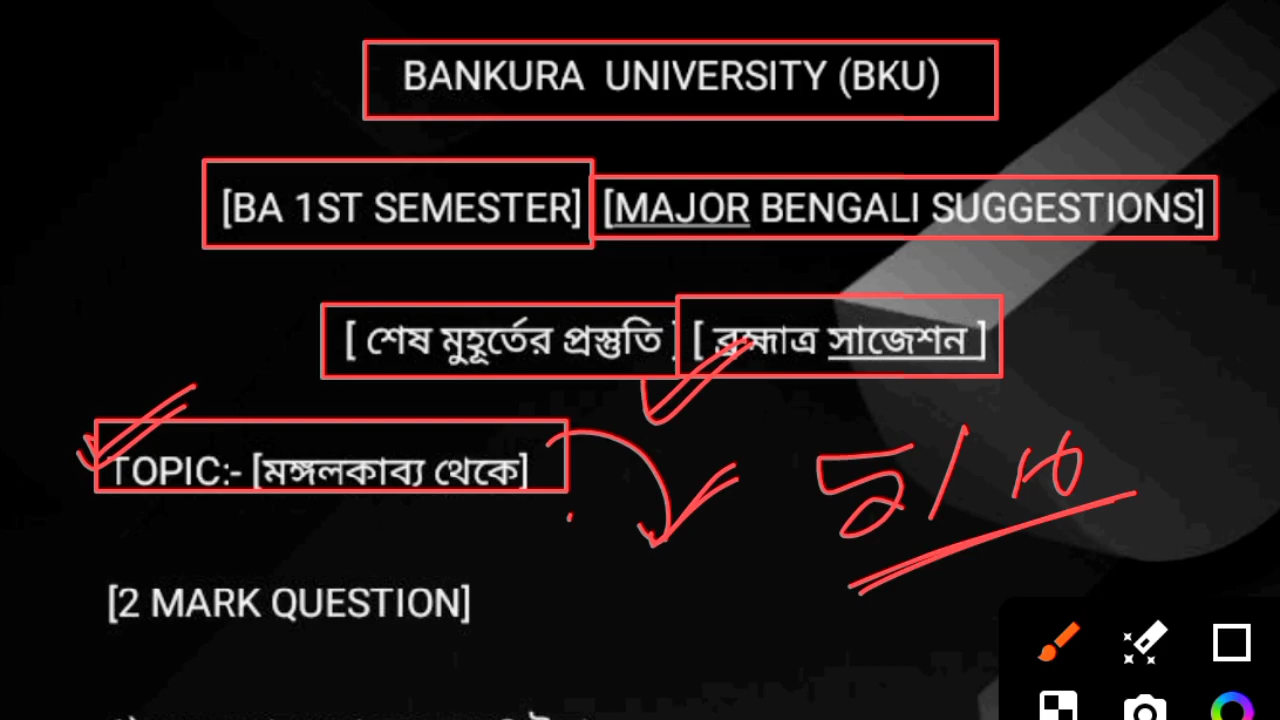 BANKURA UNIVERSITY (BKU)
[BA 1ST SEMESTER] [MAJOR BENGALI SUGGESTIONS]
[ শেষ মুহূর্তের প্রস্তুতি ] [ ব্রহ্মাত্র সাজেশন ]
TOPIC:- [মঙ্গলকাব্য থেকে]
5/10
[2 MARK QUESTION]